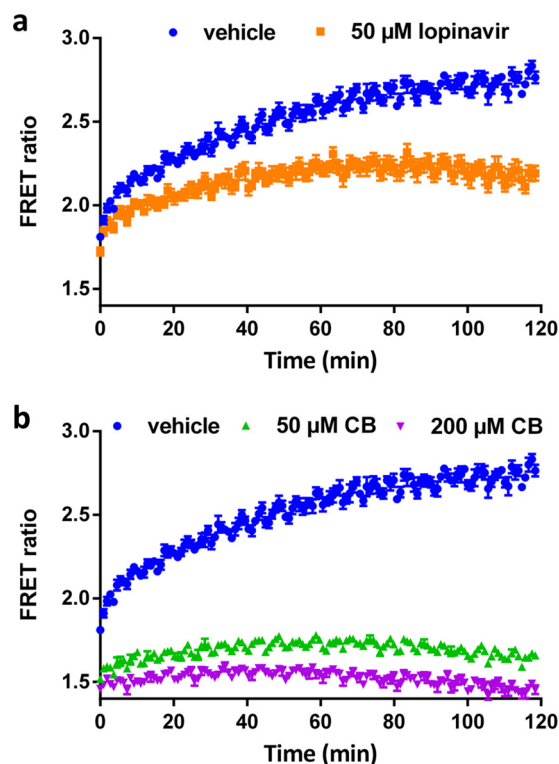 a
vehicle 50 µM lopinavir
3.0
2.5
2.0
1.5
FRET ratio
0 20 40 60 80 100 120
Time (min)
b
vehicle 50 µM CB 200 µM CB
3.0
2.5
2.0
1.5
FRET ratio
0 20 40 60 80 100 120
Time (min)